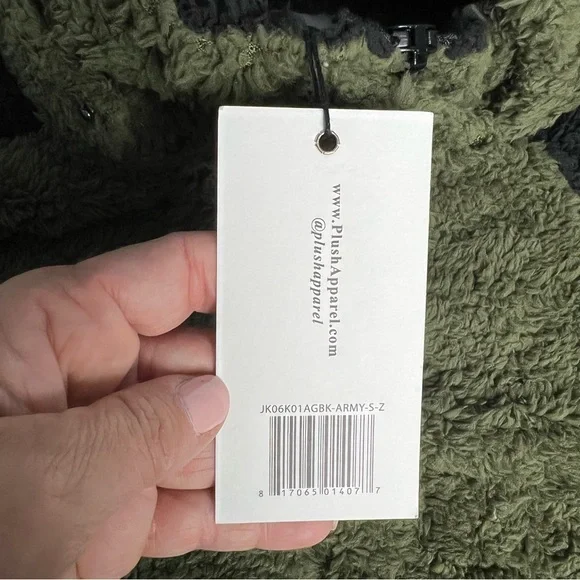 www.PlushApparel.com
@plushapparel
JK06K01AGBK-ARMY-S-Z
8 17065 01407 7